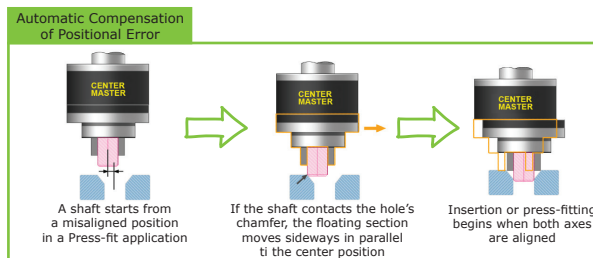 Automatic Compensation
of Positional Error
CENTER
MASTER
CENTER
MASTER
CENTER
MASTER
A shaft starts from
a misaligned position
in a Press-fit application
If the shaft contacts the hole's
chamfer, the floating section
moves sideways in parallel
ti the center position
Insertion or press-fitting
begins when both axes
are aligned